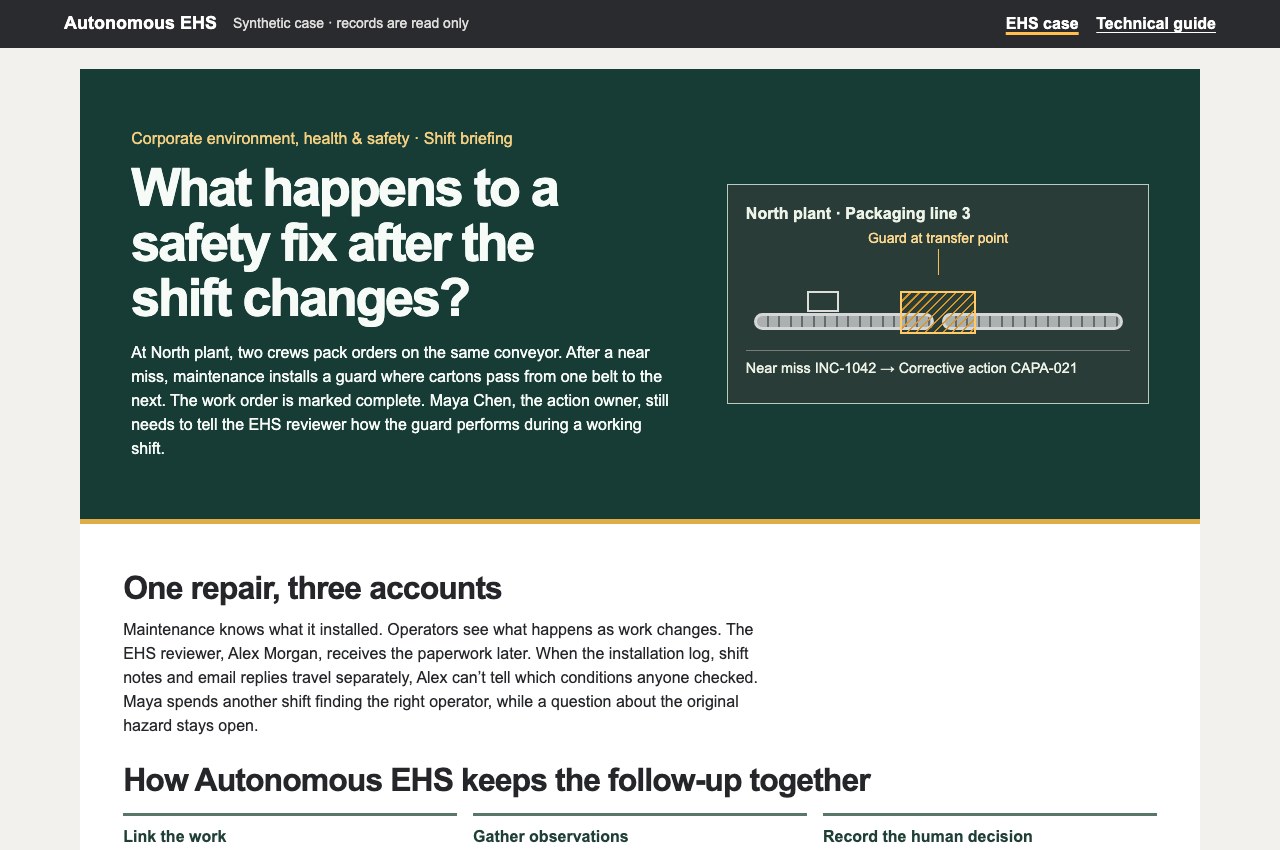 Autonomous EHS
Synthetic case · records are read only
EHS case
Technical guide
Corporate environment, health & safety · Shift briefing
What happens to a
safety fix after the
shift changes?
At North plant, two crews pack orders on the same conveyor. After a near
miss, maintenance installs a guard where cartons pass from one belt to the
next. The work order is marked complete. Maya Chen, the action owner, still
needs to tell the EHS reviewer how the guard performs during a working
shift.
North plant · Packaging line 3
Guard at transfer point
Near miss INC-1042 → Corrective action CAPA-021
One repair, three accounts
Maintenance knows what it installed. Operators see what happens as work changes. The
EHS reviewer, Alex Morgan, receives the paperwork later. When the installation log, shift
notes and email replies travel separately, Alex can’t tell which conditions anyone checked.
Maya spends another shift finding the right operator, while a question about the original
hazard stays open.
How Autonomous EHS keeps the follow-up together
Link the work
Gather observations
Record the human decision